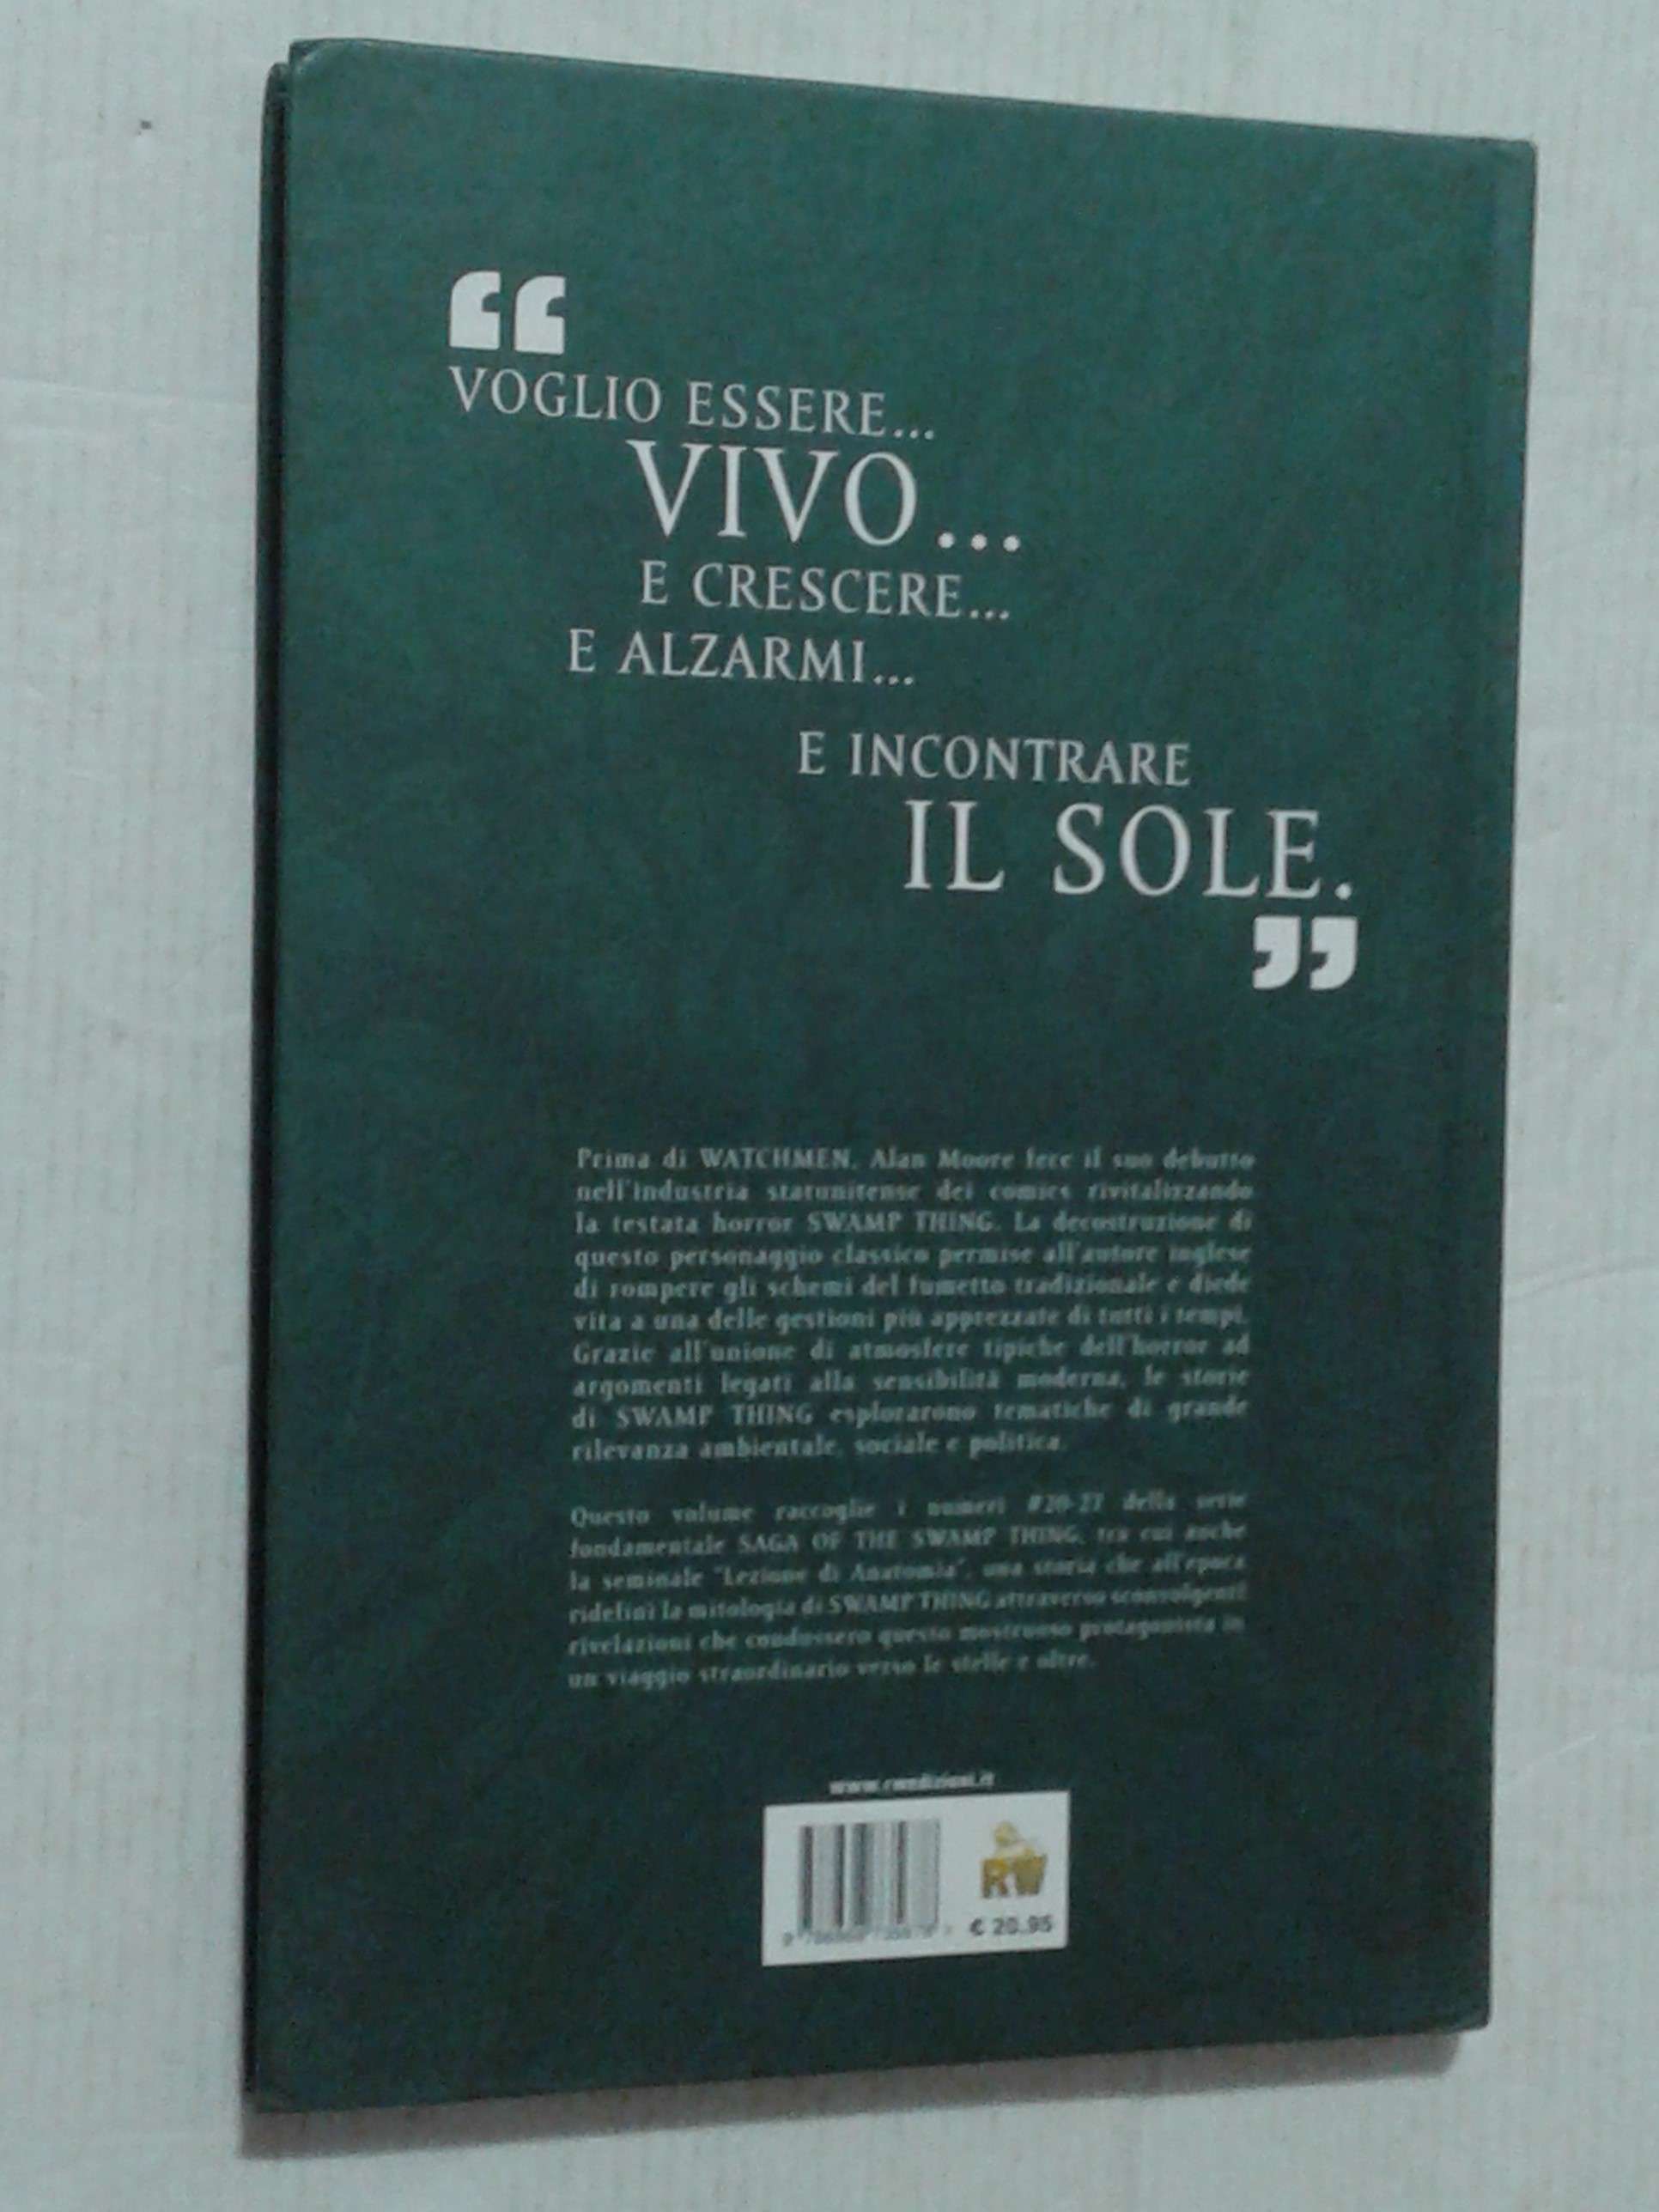 “
VOGLIO ESSERE...
VIVO...
E CRESCERE...
E ALZARMI...
E INCONTRARE
IL SOLE.
”
Prima di WATCHMEN, Alan Moore fece il suo debutto
nell'industria statunitense dei comics rivitalizzando
la testata horror SWAMP THING. La decostruzione di
questo personaggio classico permise all'autore inglese
di rompere gli schemi del fumetto tradizionale e diede
vita a una delle gestioni più apprezzate di tutti i tempi.
Grazie all'unione di atmosfere tipiche dell'horror ad
argomenti legati alla sensibilità moderna, le storie
di SWAMP THING esplorarono tematiche di grande
rilevanza ambientale, sociale e politica.
Questo volume raccoglie i numeri #20-27 della serie
fondamentale SAGA OF THE SWAMP THING, tra cui anche
la seminale "Lezione di Anatomia", una storia che all'epoca
ridefinì la mitologia di SWAMP THING attraverso sconvolgenti
rivelazioni che condussero questo mostruoso protagonista in
un viaggio straordinario verso le stelle e oltre.
www.rwedizioni.it
RW
€ 20.95